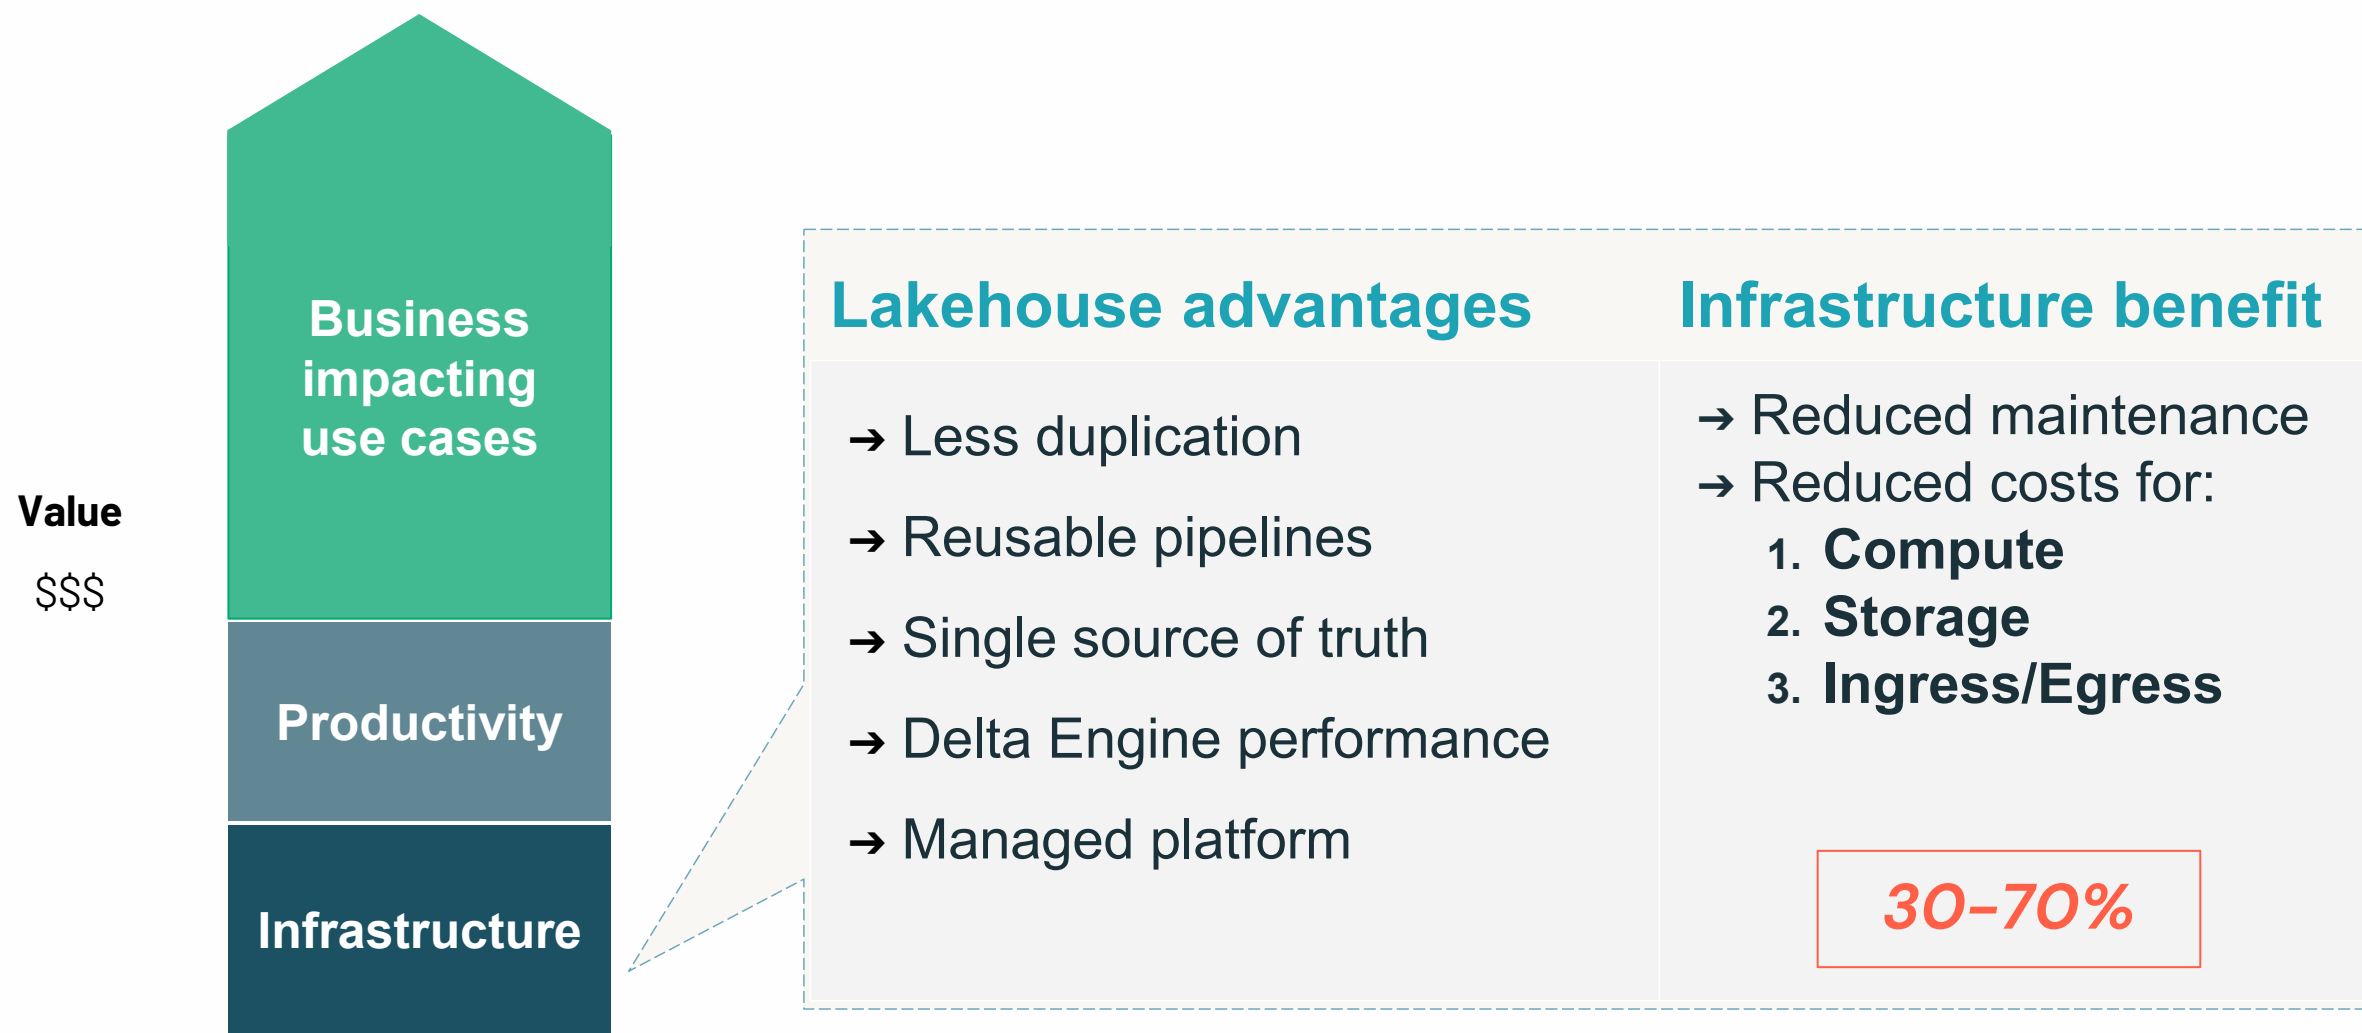 Value
$$$
Business
impacting
use cases
Productivity
Infrastructure
Lakehouse advantages
➔ Less duplication
➔ Reusable pipelines
➔ Single source of truth
➔ Delta Engine performance
➔ Managed platform
Infrastructure benefit
➔ Reduced maintenance
➔ Reduced costs for:
1. Compute
2. Storage
3. Ingress/Egress
30-70%